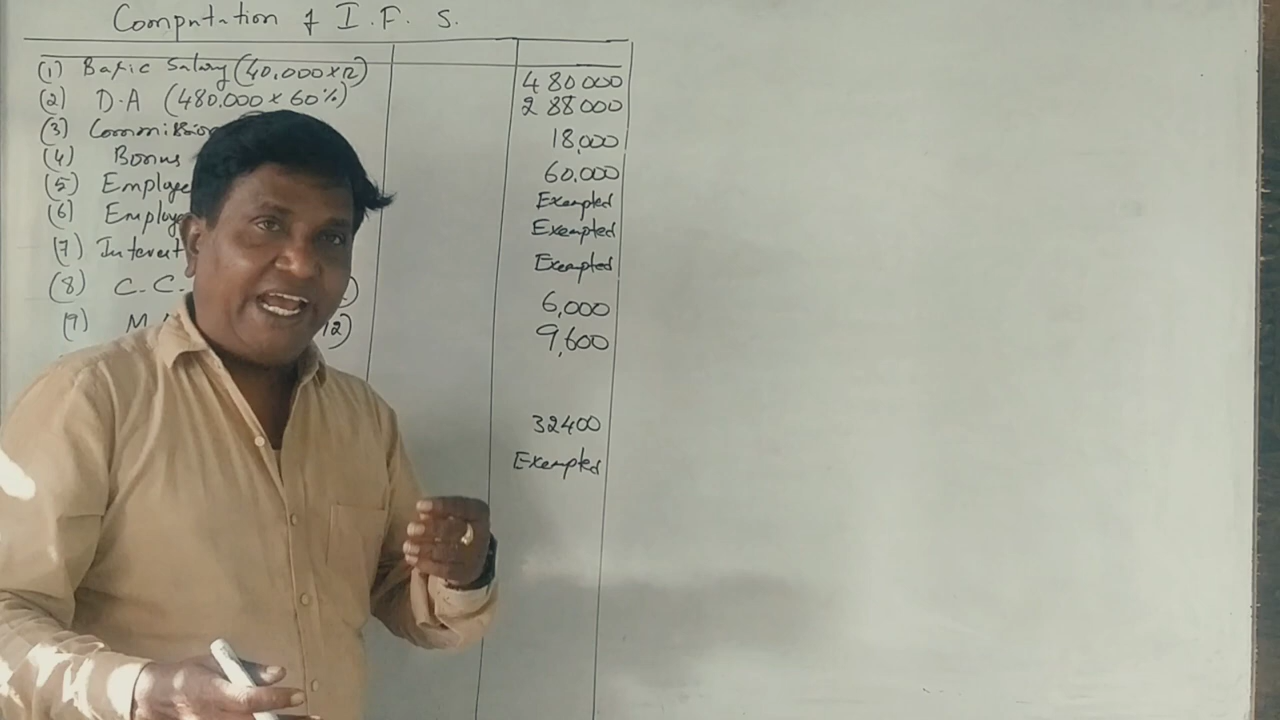 Computation of I.F.S.
(1) Basic Salary (40,000×12) 480000
(2) D.A (480.000×60%) 288000
(3) Commission 18,000
(4) Bonus 60,000
(5) Employee Exempted
(6) Employe Exempted
(7) Interest Exempted
(8) C.C. ) 6,000
(9) M 12) 9,600
32400
Exempted